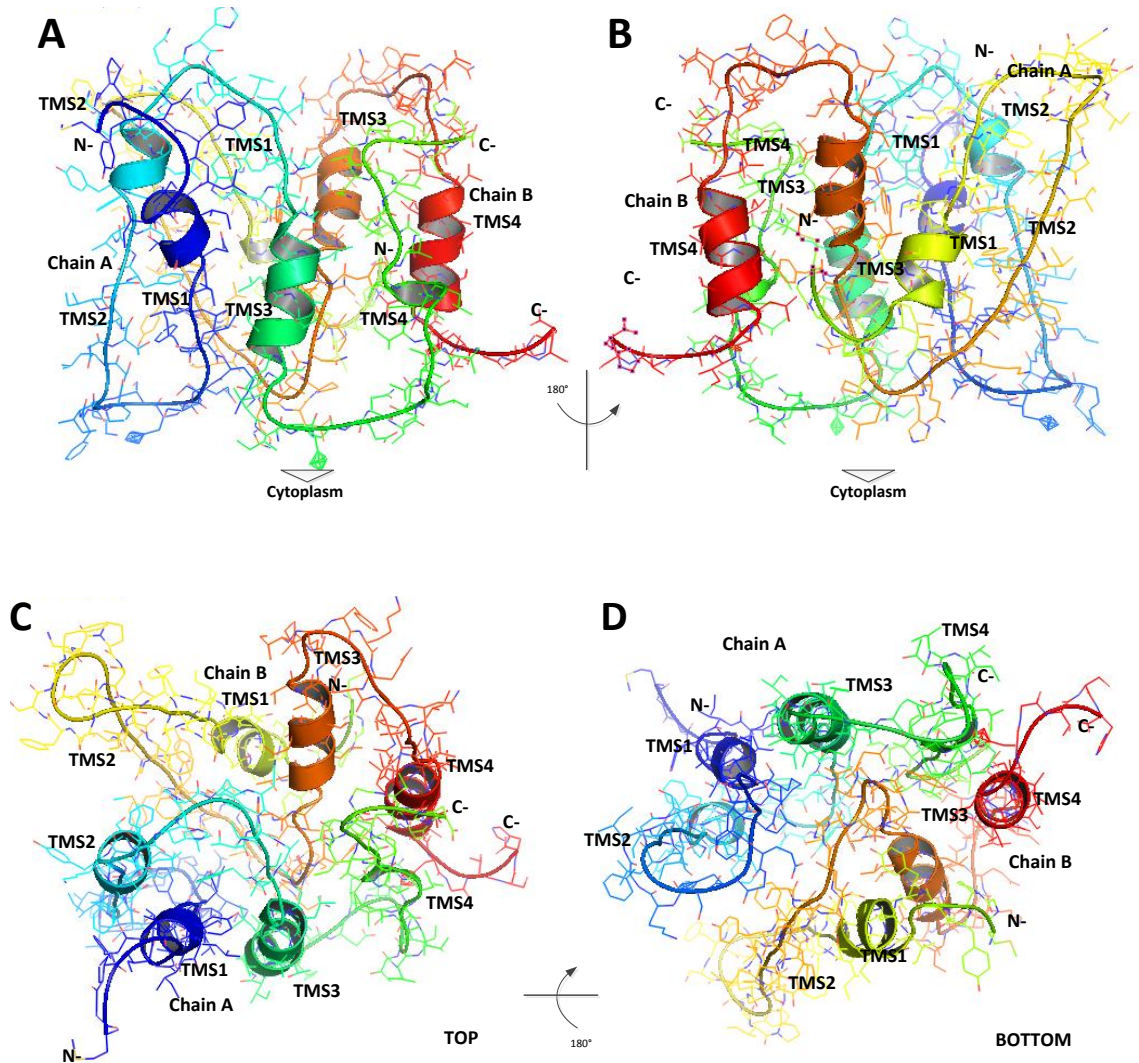 A
TMS2
N-
TMS1
TMS3
C-
Chain B
TMS4
N-
Chain A
TMS2
TMS1
TMS3
TMS4
C-
180°
Cytoplasm
B
N-
Chain A
TMS2
C-
TMS4
TMS1
TMS3
Chain B
N-
TMS4
TMS1
TMS2
TMS3
C-
Cytoplasm
C
Chain B
TMS3
TMS1
N-
TMS2
TMS4
C-
C-
TMS2
TMS4
TMS1
TMS3
Chain A
N-
TOP
180°
D
Chain A
TMS4
TMS3
C-
N-
C-
TMS1
TMS3
TMS4
TMS2
Chain B
N-
TMS1
TMS2
BOTTOM